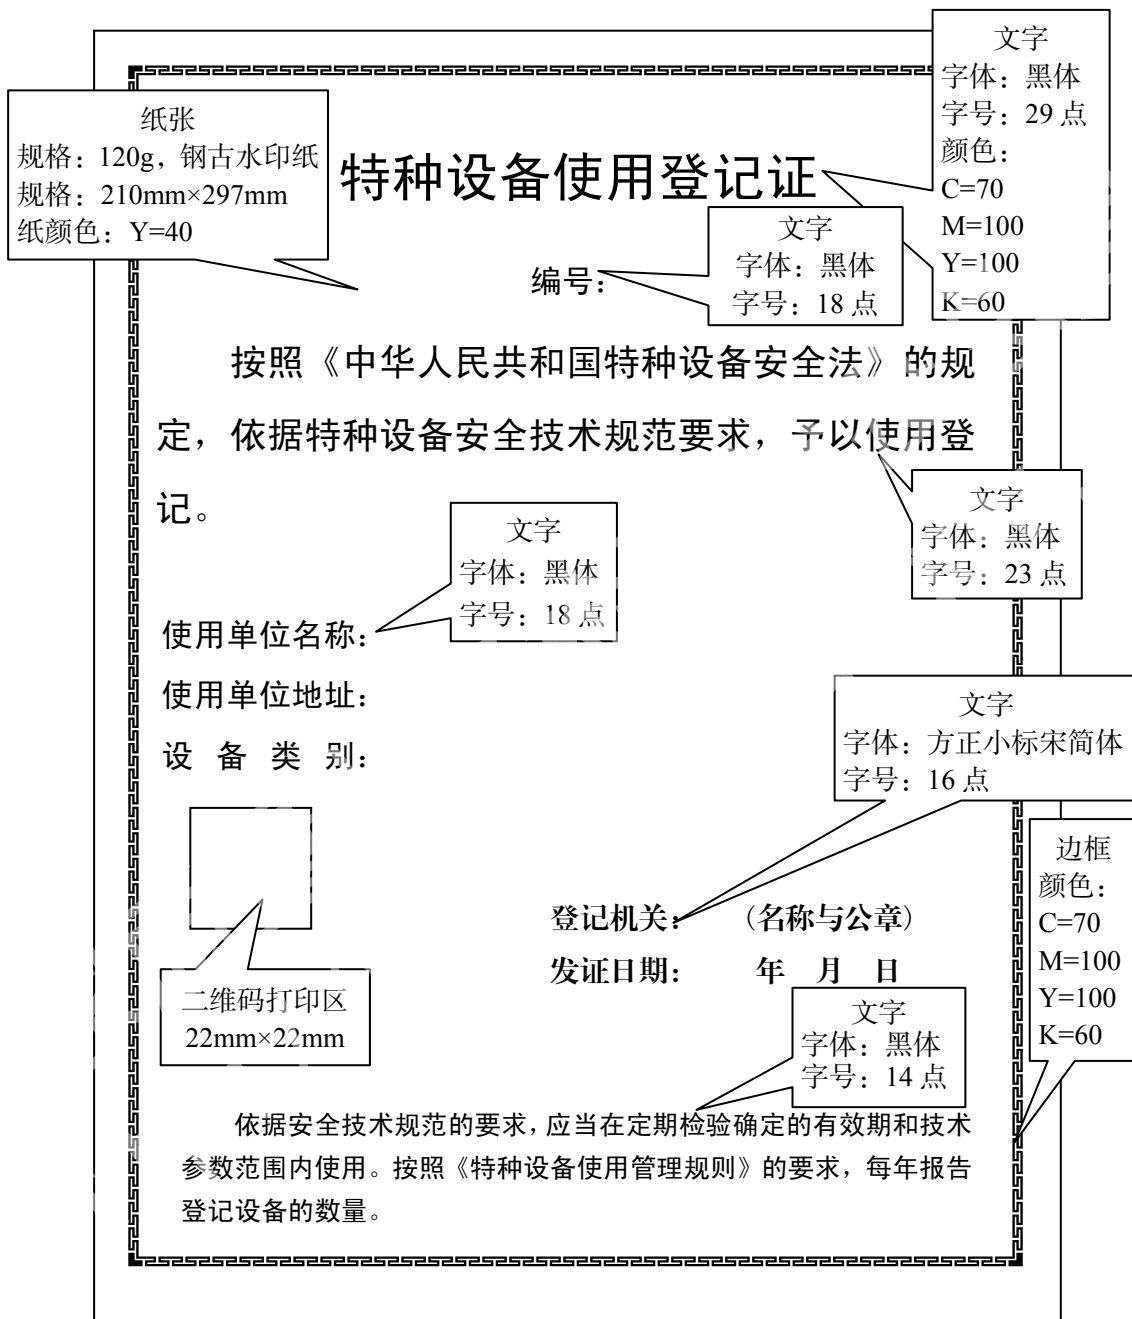 文字
字体：黑体
字号：29 点
颜色：
C=70
M=100
Y=100
K=60
纸张
规格：120g，钢古水印纸
规格：210mm×297mm
纸颜色：Y=40
特种设备使用登记证
文字
字体：黑体
字号：18 点
编号：
按照《中华人民共和国特种设备安全法》的规
定，依据特种设备安全技术规范要求，予以使用登
记。
文字
字体：黑体
字号：23 点
文字
字体：黑体
字号：18 点
使用单位名称：
使用单位地址：
设 备 类 别：
文字
字体：方正小标宋简体
字号：16 点
边框
颜色：
C=70
M=100
Y=100
K=60
登记机关： （名称与公章）
发证日期： 年 月 日
二维码打印区
22mm×22mm
文字
字体：黑体
字号：14 点
依据安全技术规范的要求，应当在定期检验确定的有效期和技术
参数范围内使用。按照《特种设备使用管理规则》的要求，每年报告
登记设备的数量。